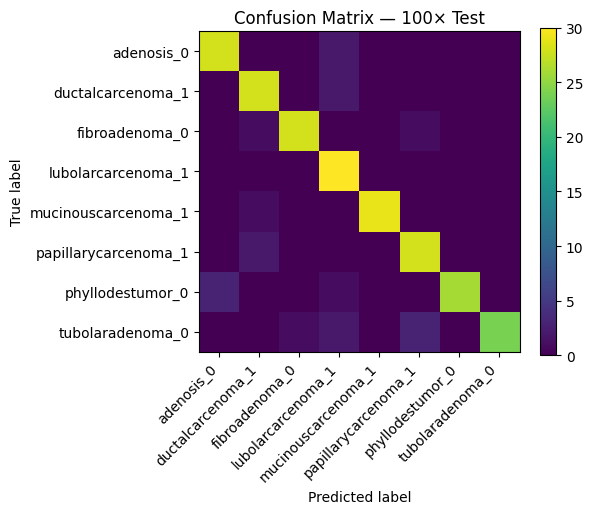 Confusion Matrix — 100× Test
True label
adenosis_0
ductalcarcenoma_1
fibroadenoma_0
lubolarcarcenoma_1
mucinouscarcenoma_1
papillarycarcenoma_1
phyllodestumor_0
tubolaradenoma_0
adenosis_0
ductalcarcenoma_1
fibroadenoma_0
lubolarcarcenoma_1
mucinouscarcenoma_1
papillarycarcenoma_1
phyllodestumor_0
tubolaradenoma_0
Predicted label
30
25
20
15
10
5
0